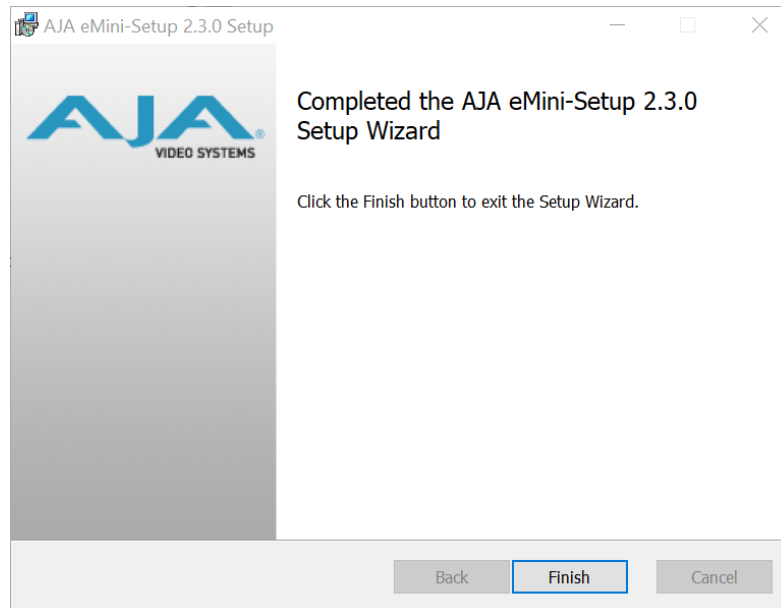 AJA eMini-Setup 2.3.0 Setup
AJA
VIDEO SYSTEMS
Completed the AJA eMini-Setup 2.3.0
Setup Wizard
Click the Finish button to exit the Setup Wizard.
Back Finish Cancel